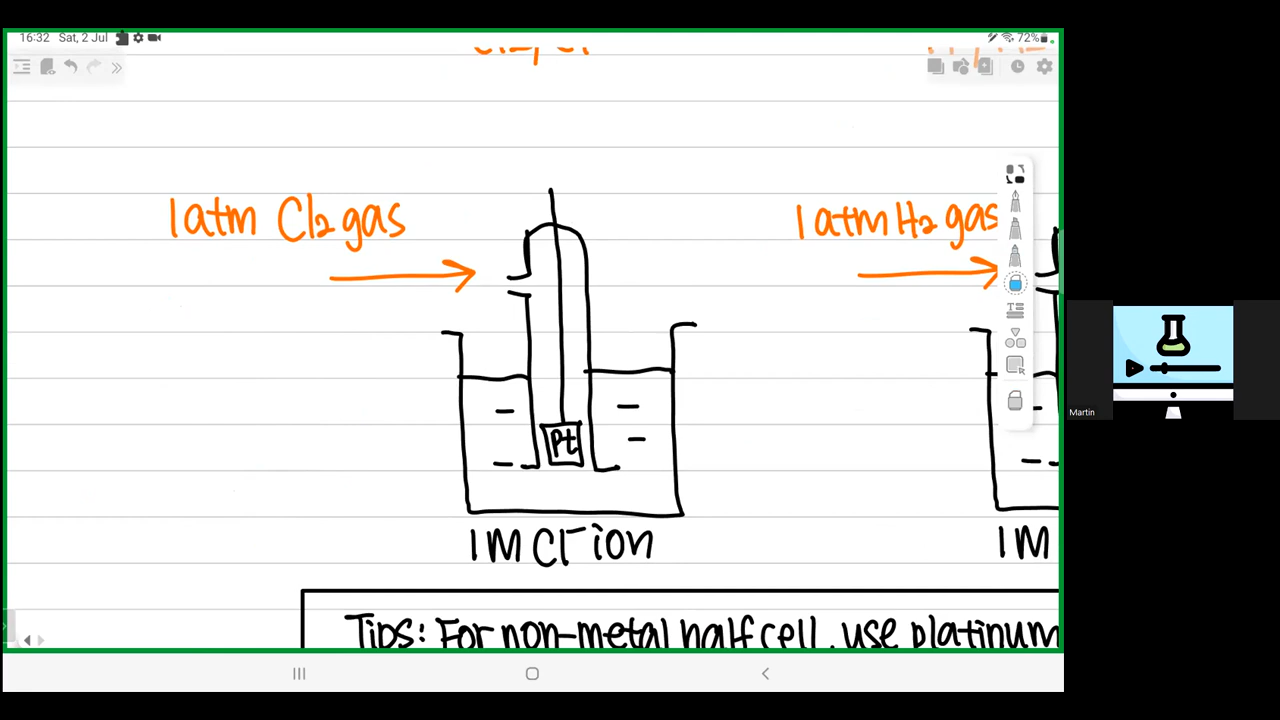 16:32 Sat, 2 Jul
72%
1atm Cl₂ gas
1atm H₂ gas
Pt
1M Cl⁻ ion
1M
Tips: For non-metal half cell, use platinum
Martin